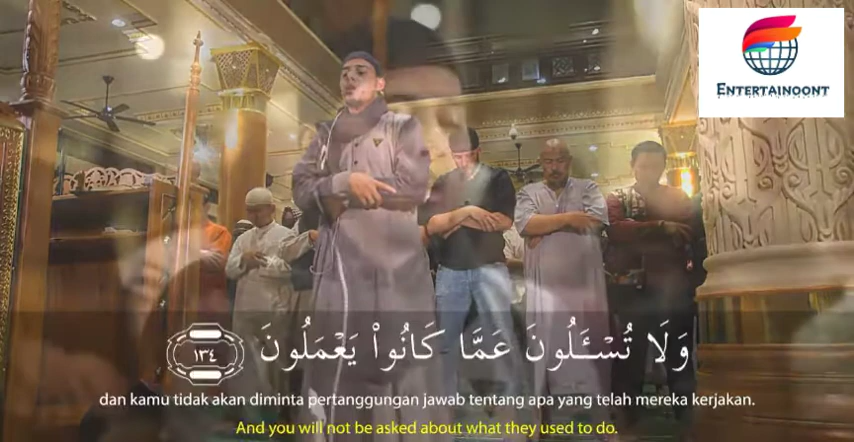 ENTERTAINOONT
وَلَا تُسْـَٔلُونَ عَمَّا كَانُوا۟ يَعْمَلُونَ ١٣٤
dan kamu tidak akan diminta pertanggungan jawab tentang apa yang telah mereka kerjakan.
And you will not be asked about what they used to do.